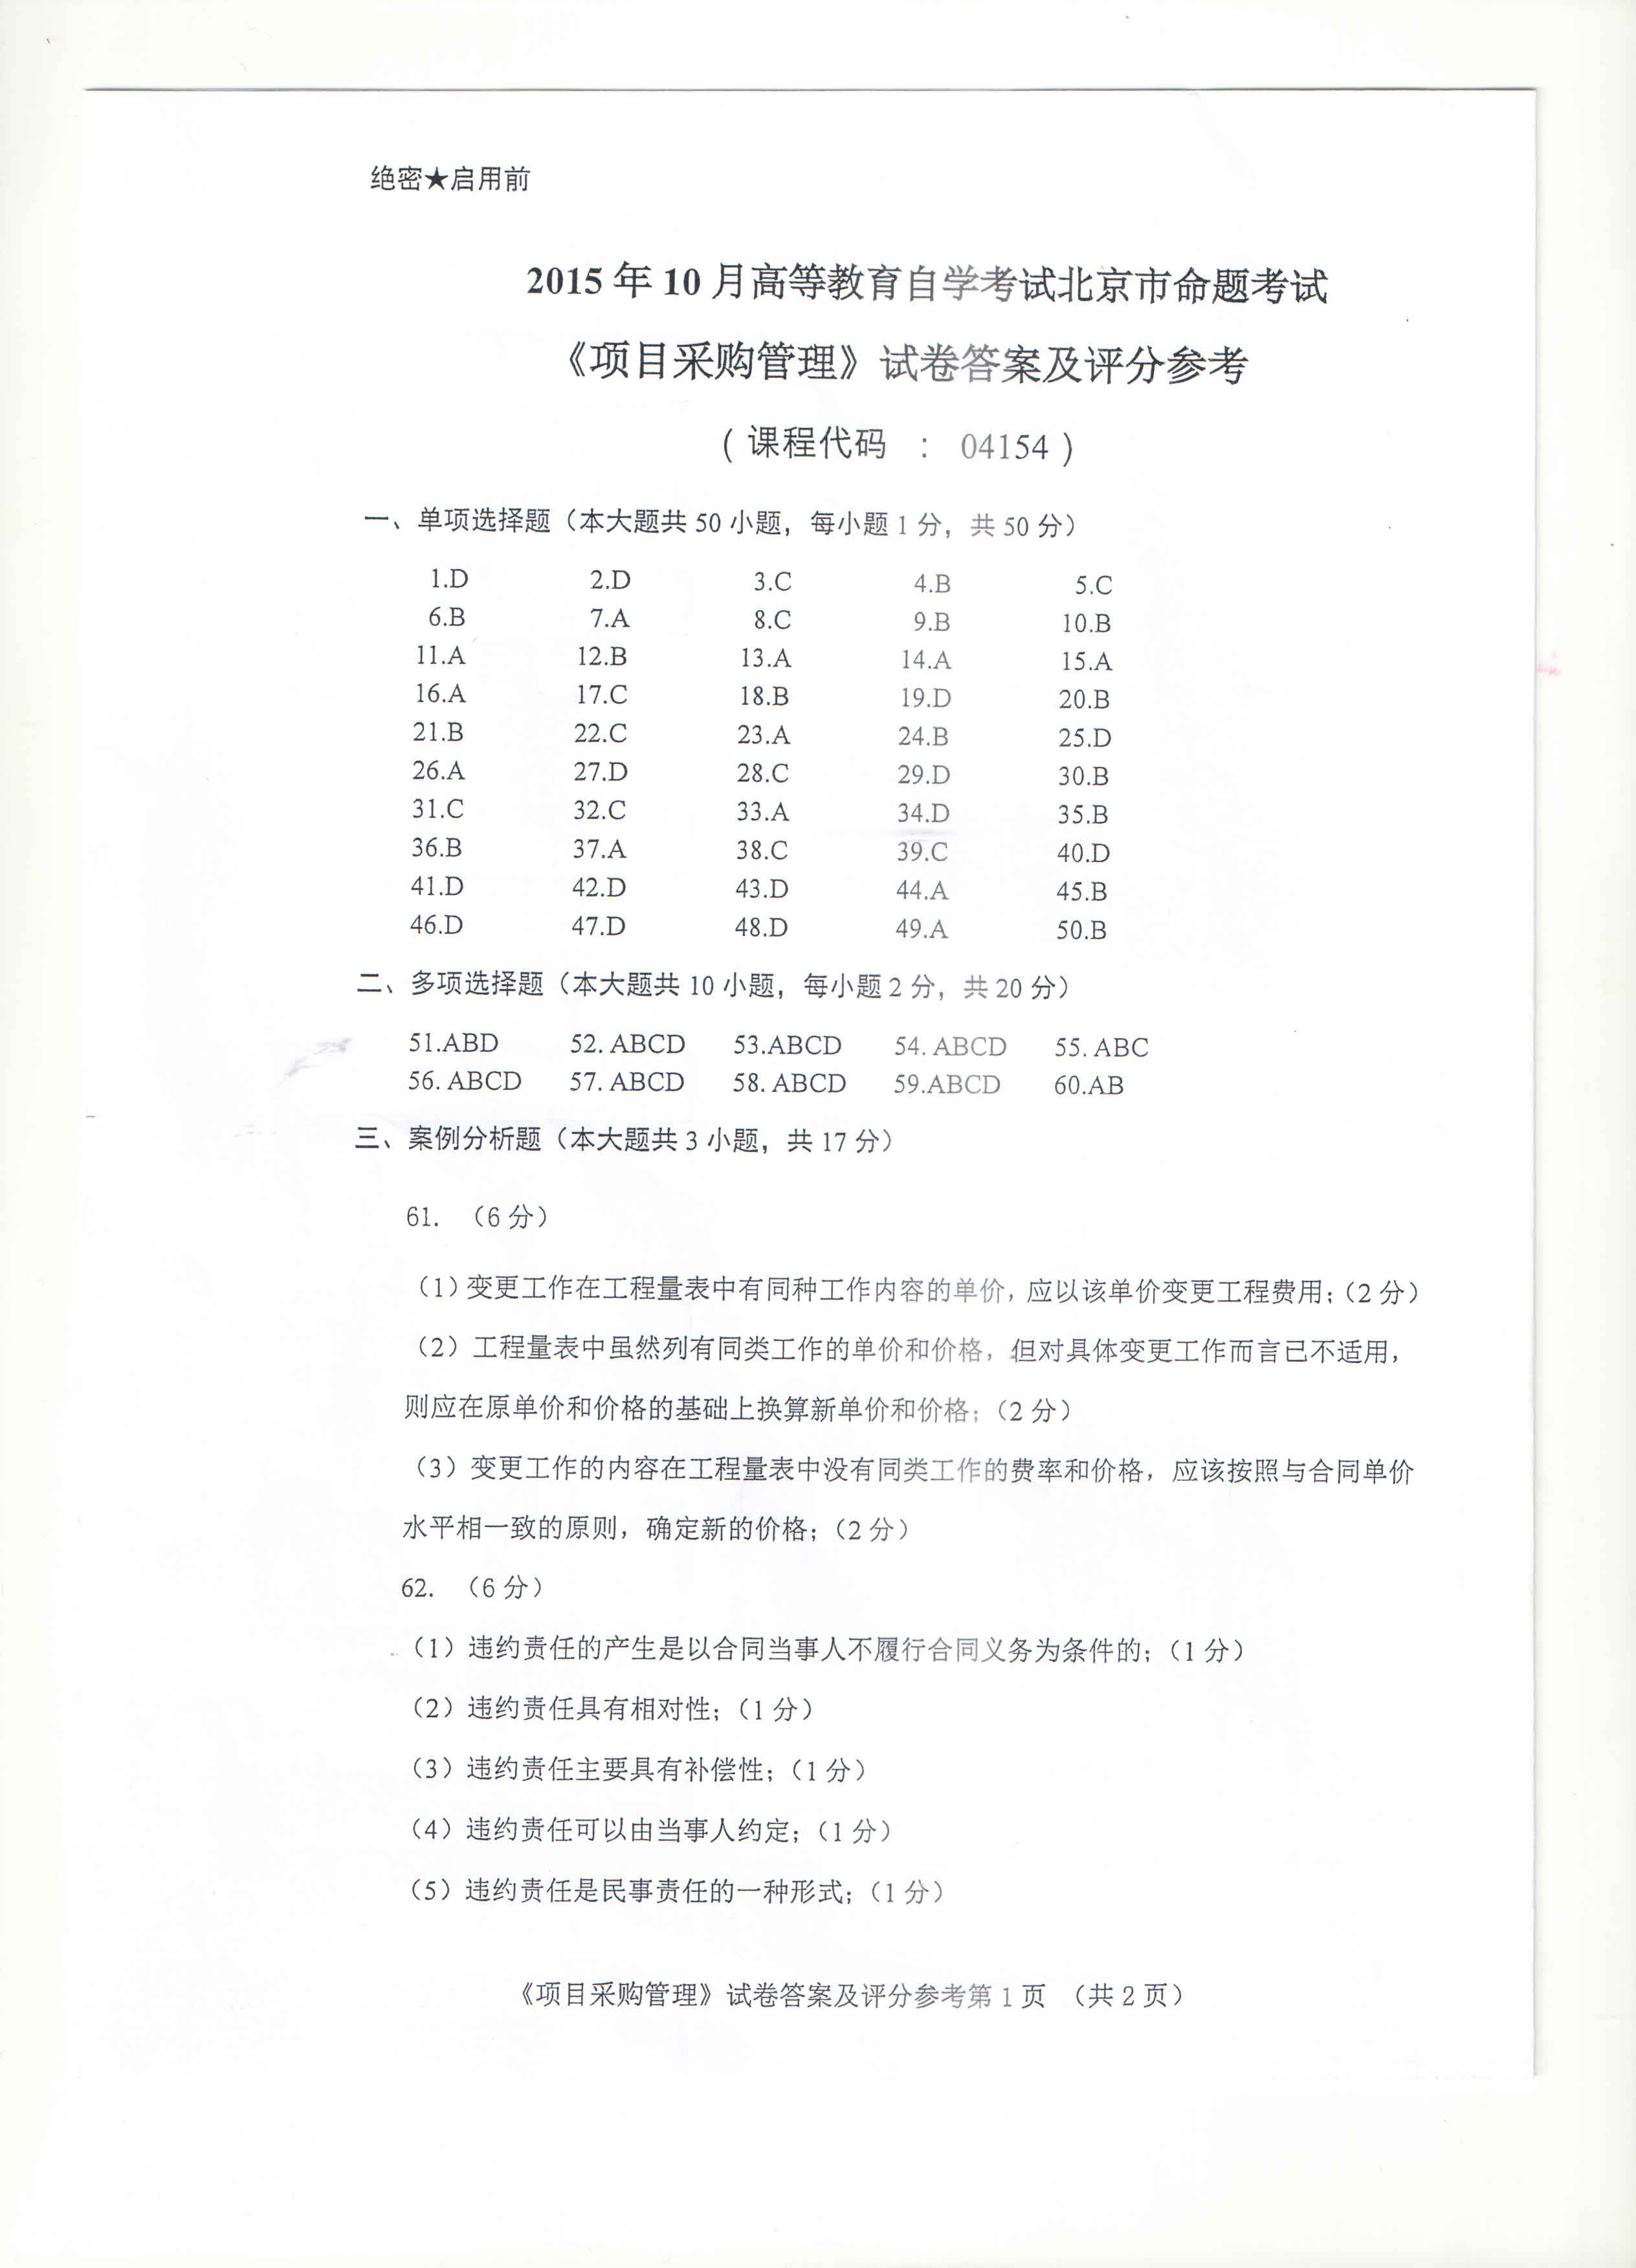 绝密★启用前
2015 年 10 月高等教育自学考试北京市命题考试
《项目采购管理》试卷答案及评分参考
（课程代码 ： 04154）
一、单项选择题（本大题共 50 小题，每小题 1 分，共 50 分）
1.D 2.D 3.C 4.B 5.C
6.B 7.A 8.C 9.B 10.B
11.A 12.B 13.A 14.A 15.A
16.A 17.C 18.B 19.D 20.B
21.B 22.C 23.A 24.B 25.D
26.A 27.D 28.C 29.D 30.B
31.C 32.C 33.A 34.D 35.B
36.B 37.A 38.C 39.C 40.D
41.D 42.D 43.D 44.A 45.B
46.D 47.D 48.D 49.A 50.B
二、多项选择题（本大题共 10 小题，每小题 2 分，共 20 分）
51.ABD 52. ABCD 53.ABCD 54. ABCD 55. ABC
56. ABCD 57. ABCD 58. ABCD 59.ABCD 60.AB
三、案例分析题（本大题共 3 小题，共 17 分）
61. （6 分）
（1）变更工作在工程量表中有同种工作内容的单价，应以该单价变更工程费用；（2 分）
（2）工程量表中虽然列有同类工作的单价和价格，但对具体变更工作而言已不适用，
则应在原单价和价格的基础上换算新单价和价格；（2 分）
（3）变更工作的内容在工程量表中没有同类工作的费率和价格，应该按照与合同单价
水平相一致的原则，确定新的价格；（2 分）
62. （6 分）
（1）违约责任的产生是以合同当事人不履行合同义务为条件的；（1 分）
（2）违约责任具有相对性；（1 分）
（3）违约责任主要具有补偿性；（1 分）
（4）违约责任可以由当事人约定；（1 分）
（5）违约责任是民事责任的一种形式；（1 分）
《项目采购管理》试卷答案及评分参考第 1 页 （共 2 页）